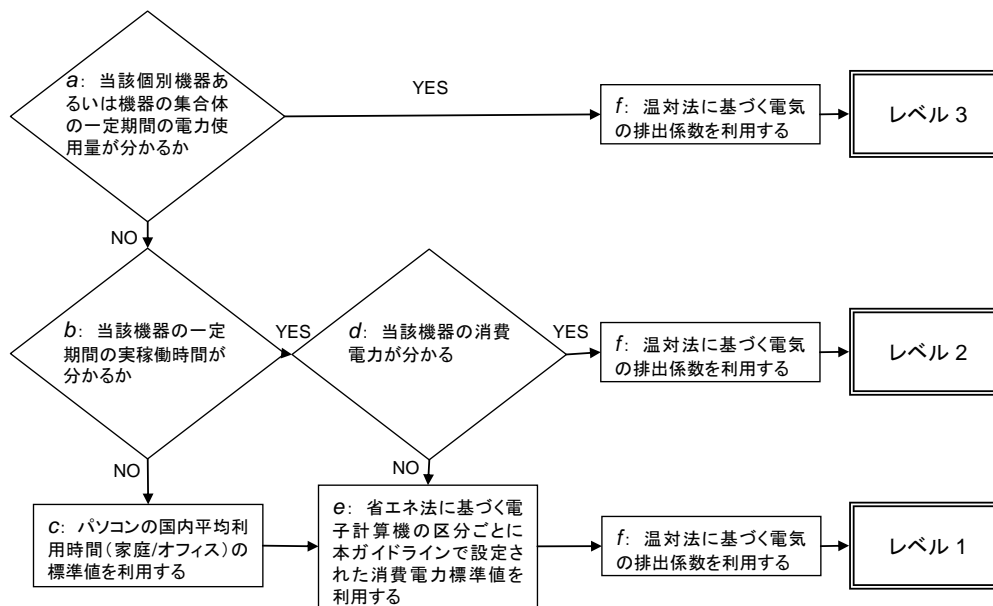 a: 当該個別機器あ
るいは機器の集合体
の一定期間の電力使
用量が分かるか
YES
f: 温対法に基づく電気
の排出係数を利用する
レベル 3
NO
b: 当該機器の一定
期間の実稼働時間が
分かるか
YES
d: 当該機器の消費
電力が分かる
YES
f: 温対法に基づく電気
の排出係数を利用する
レベル 2
NO
NO
c: パソコンの国内平均利
用時間(家庭/オフィス)の
標準値を利用する
e: 省エネ法に基づく電
子計算機の区分ごとに
本ガイドラインで設定さ
れた消費電力標準値を
利用する
f: 温対法に基づく電気
の排出係数を利用する
レベル 1